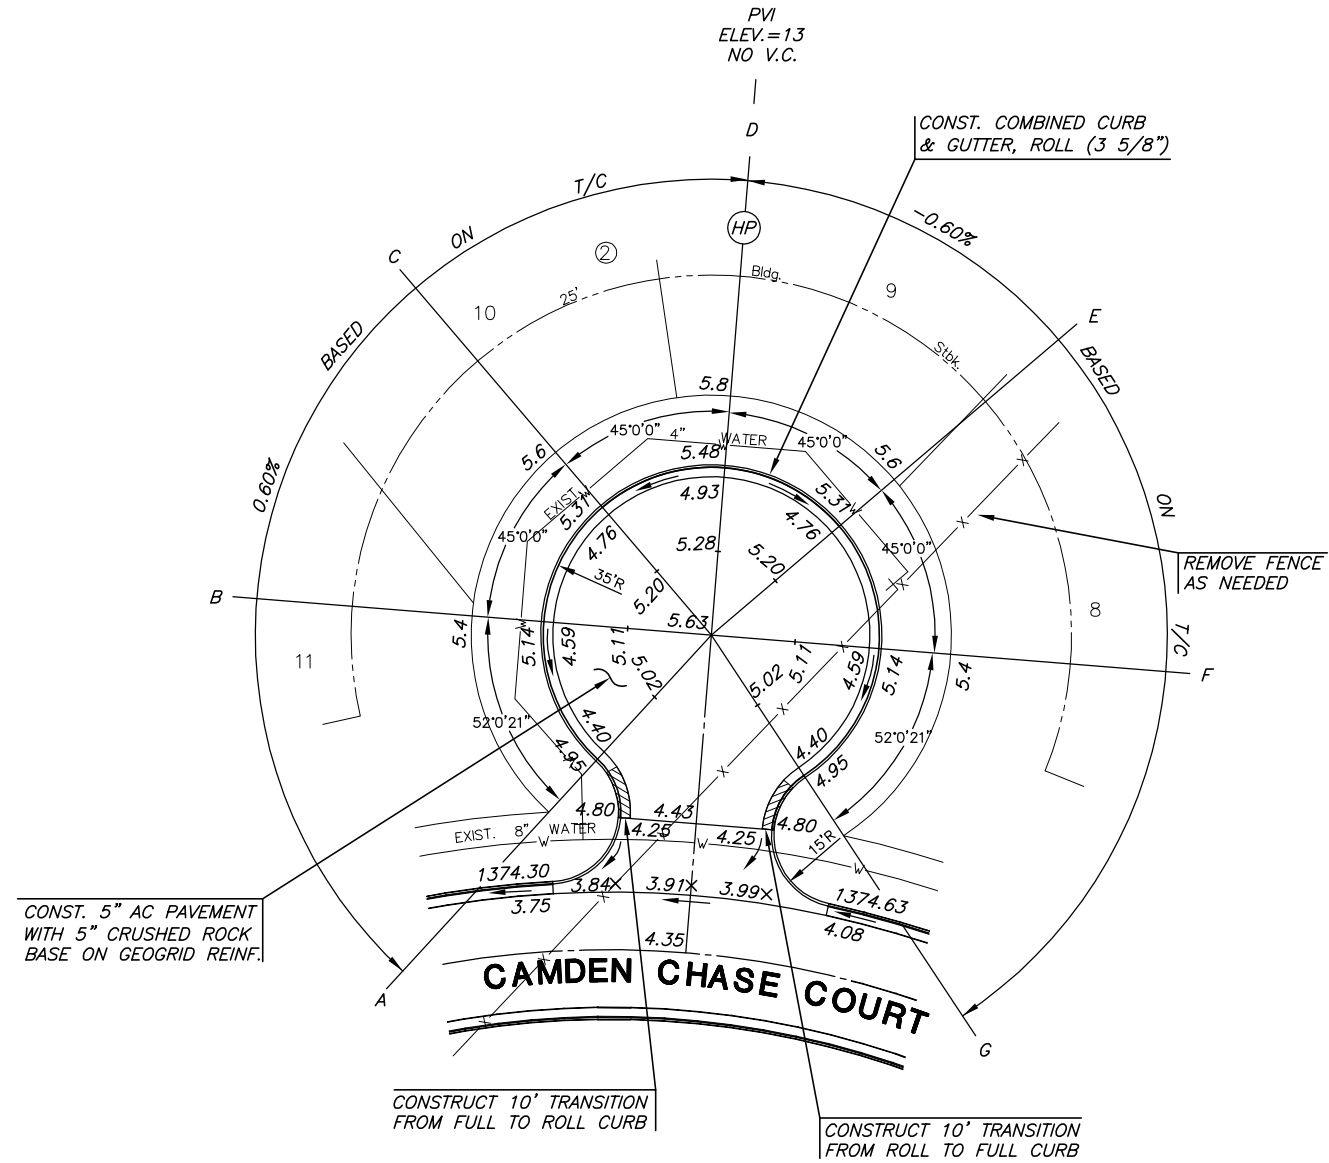 PVI
ELEV.=13
NO V.C.
D
CONST. COMBINED CURB
& GUTTER, ROLL (3 5/8")
T/C
ON
BASED
0.60%
-0.60%
BASED
ON
T/C
C
HP
2
Bldg.
25'
10
9
E
Stbk.
5.8
45°0'0"
4"
WATER
45°0'0"
5.6
5.48
W
5.6
EXIST.
W
5.31
4.93
5.31
W
X
X
4.76
4.76
45°0'0"
45°0'0"
REMOVE FENCE
AS NEEDED
5.28
5.20
5.20
35'R
X
B
5.63
8
5.4
W
5.14
4.59
5.11
5.11
4.59
5.14
5.4
X
F
11
5.02
5.02
X
52°0'21"
52°0'21"
4.40
4.40
4.95
4.95
X
4.80
4.43
4.80
EXIST. 8" WATER
W
4.25
X
4.25
W
15'R
W
1374.30
3.84X
3.91X
3.99X
1374.63
3.75
X
4.08
CONST. 5" AC PAVEMENT
WITH 5" CRUSHED ROCK
BASE ON GEOGRID REINF.
4.35
X
CAMDEN CHASE COURT
A
X
G
CONSTRUCT 10' TRANSITION
FROM FULL TO ROLL CURB
CONSTRUCT 10' TRANSITION
FROM ROLL TO FULL CURB